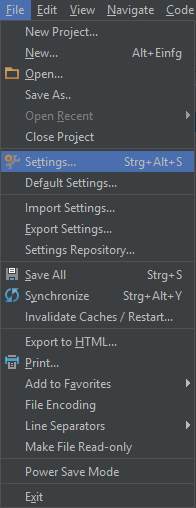 File Edit View Navigate Code
New Project...
New... Alt+Einfg
Open...
Save As..
Open Recent
Close Project
Settings... Strg+Alt+S
Default Settings...
Import Settings...
Export Settings...
Settings Repository...
Save All Strg+S
Synchronize Strg+Alt+Y
Invalidate Caches / Restart...
Export to HTML...
Print...
Add to Favorites
File Encoding
Line Separators
Make File Read-only
Power Save Mode
Exit